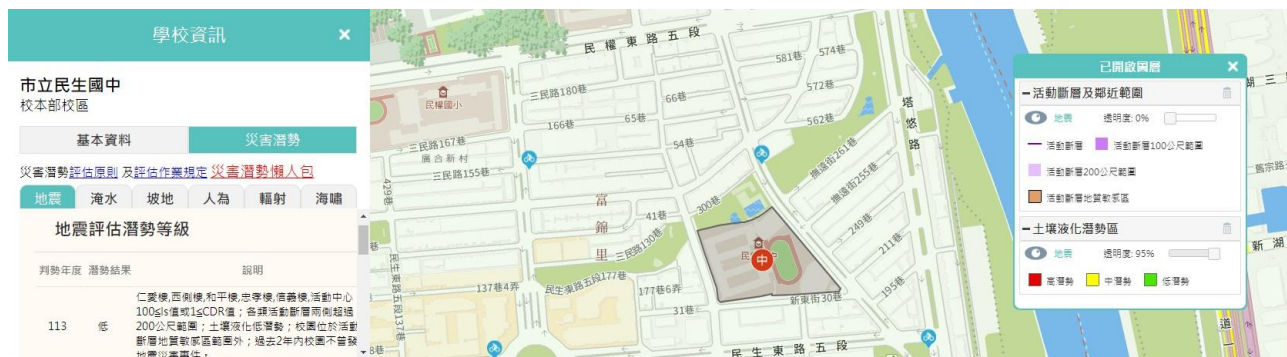 學校資訊 ×
市立民生國中
校本部校區
基本資料 災害潛勢
災害潛勢評估原則 及評估作業規定 災害潛勢懶人包
地震 淹水 坡地 人為 輻射 海嘯
地震評估潛勢等級
判勢年度 潛勢結果 說明
113 低
仁愛樓,西側樓,和平樓,忠孝樓,信義樓,活動中心
100≤Is值或1≤CDR值；各類活動斷層兩側超過
200公尺範圍；土壤液化低潛勢；校園位於活動
斷層地質敏感區範圍外；過去2年內校園不曾發
地震災害事件。
民權東路五段
581巷
574巷
三民路180巷
66巷
572巷
民權國小
166巷
65巷
562巷
塔悠路
三民路167巷
廣合新村
54巷
三民路155巷
撫遠街261巷
撫遠街255巷
429巷
富錦里
300巷
41巷
249巷
三民路130巷
211巷
中
民生東路五段177巷
137巷4弄
177巷6弄
新東街30巷
195巷
31巷
民生東路五段137巷
民生東路五段
已開啟圖層 ×
活動斷層及鄰近範圍
地震 透明度: 0%
活動斷層 活動斷層100公尺範圍
活動斷層200公尺範圍
活動斷層地質敏感區
土壤液化潛勢區
地震 透明度: 95%
高潛勢 中潛勢 低潛勢
舊宗路
新湖
道